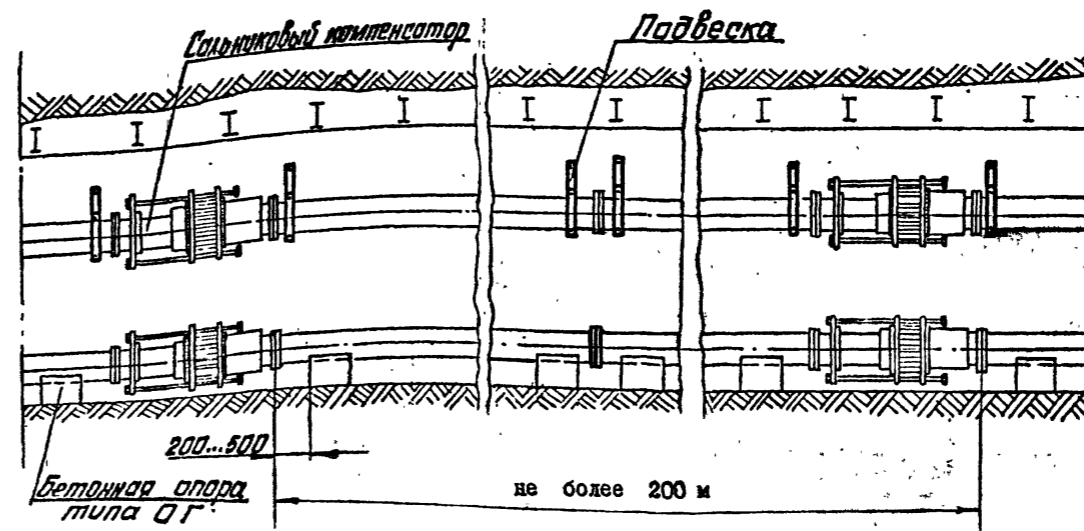 Сальниковый компенсатор
Подвеска
200...500
Бетонная опора
типа ОГ
не более 200 м